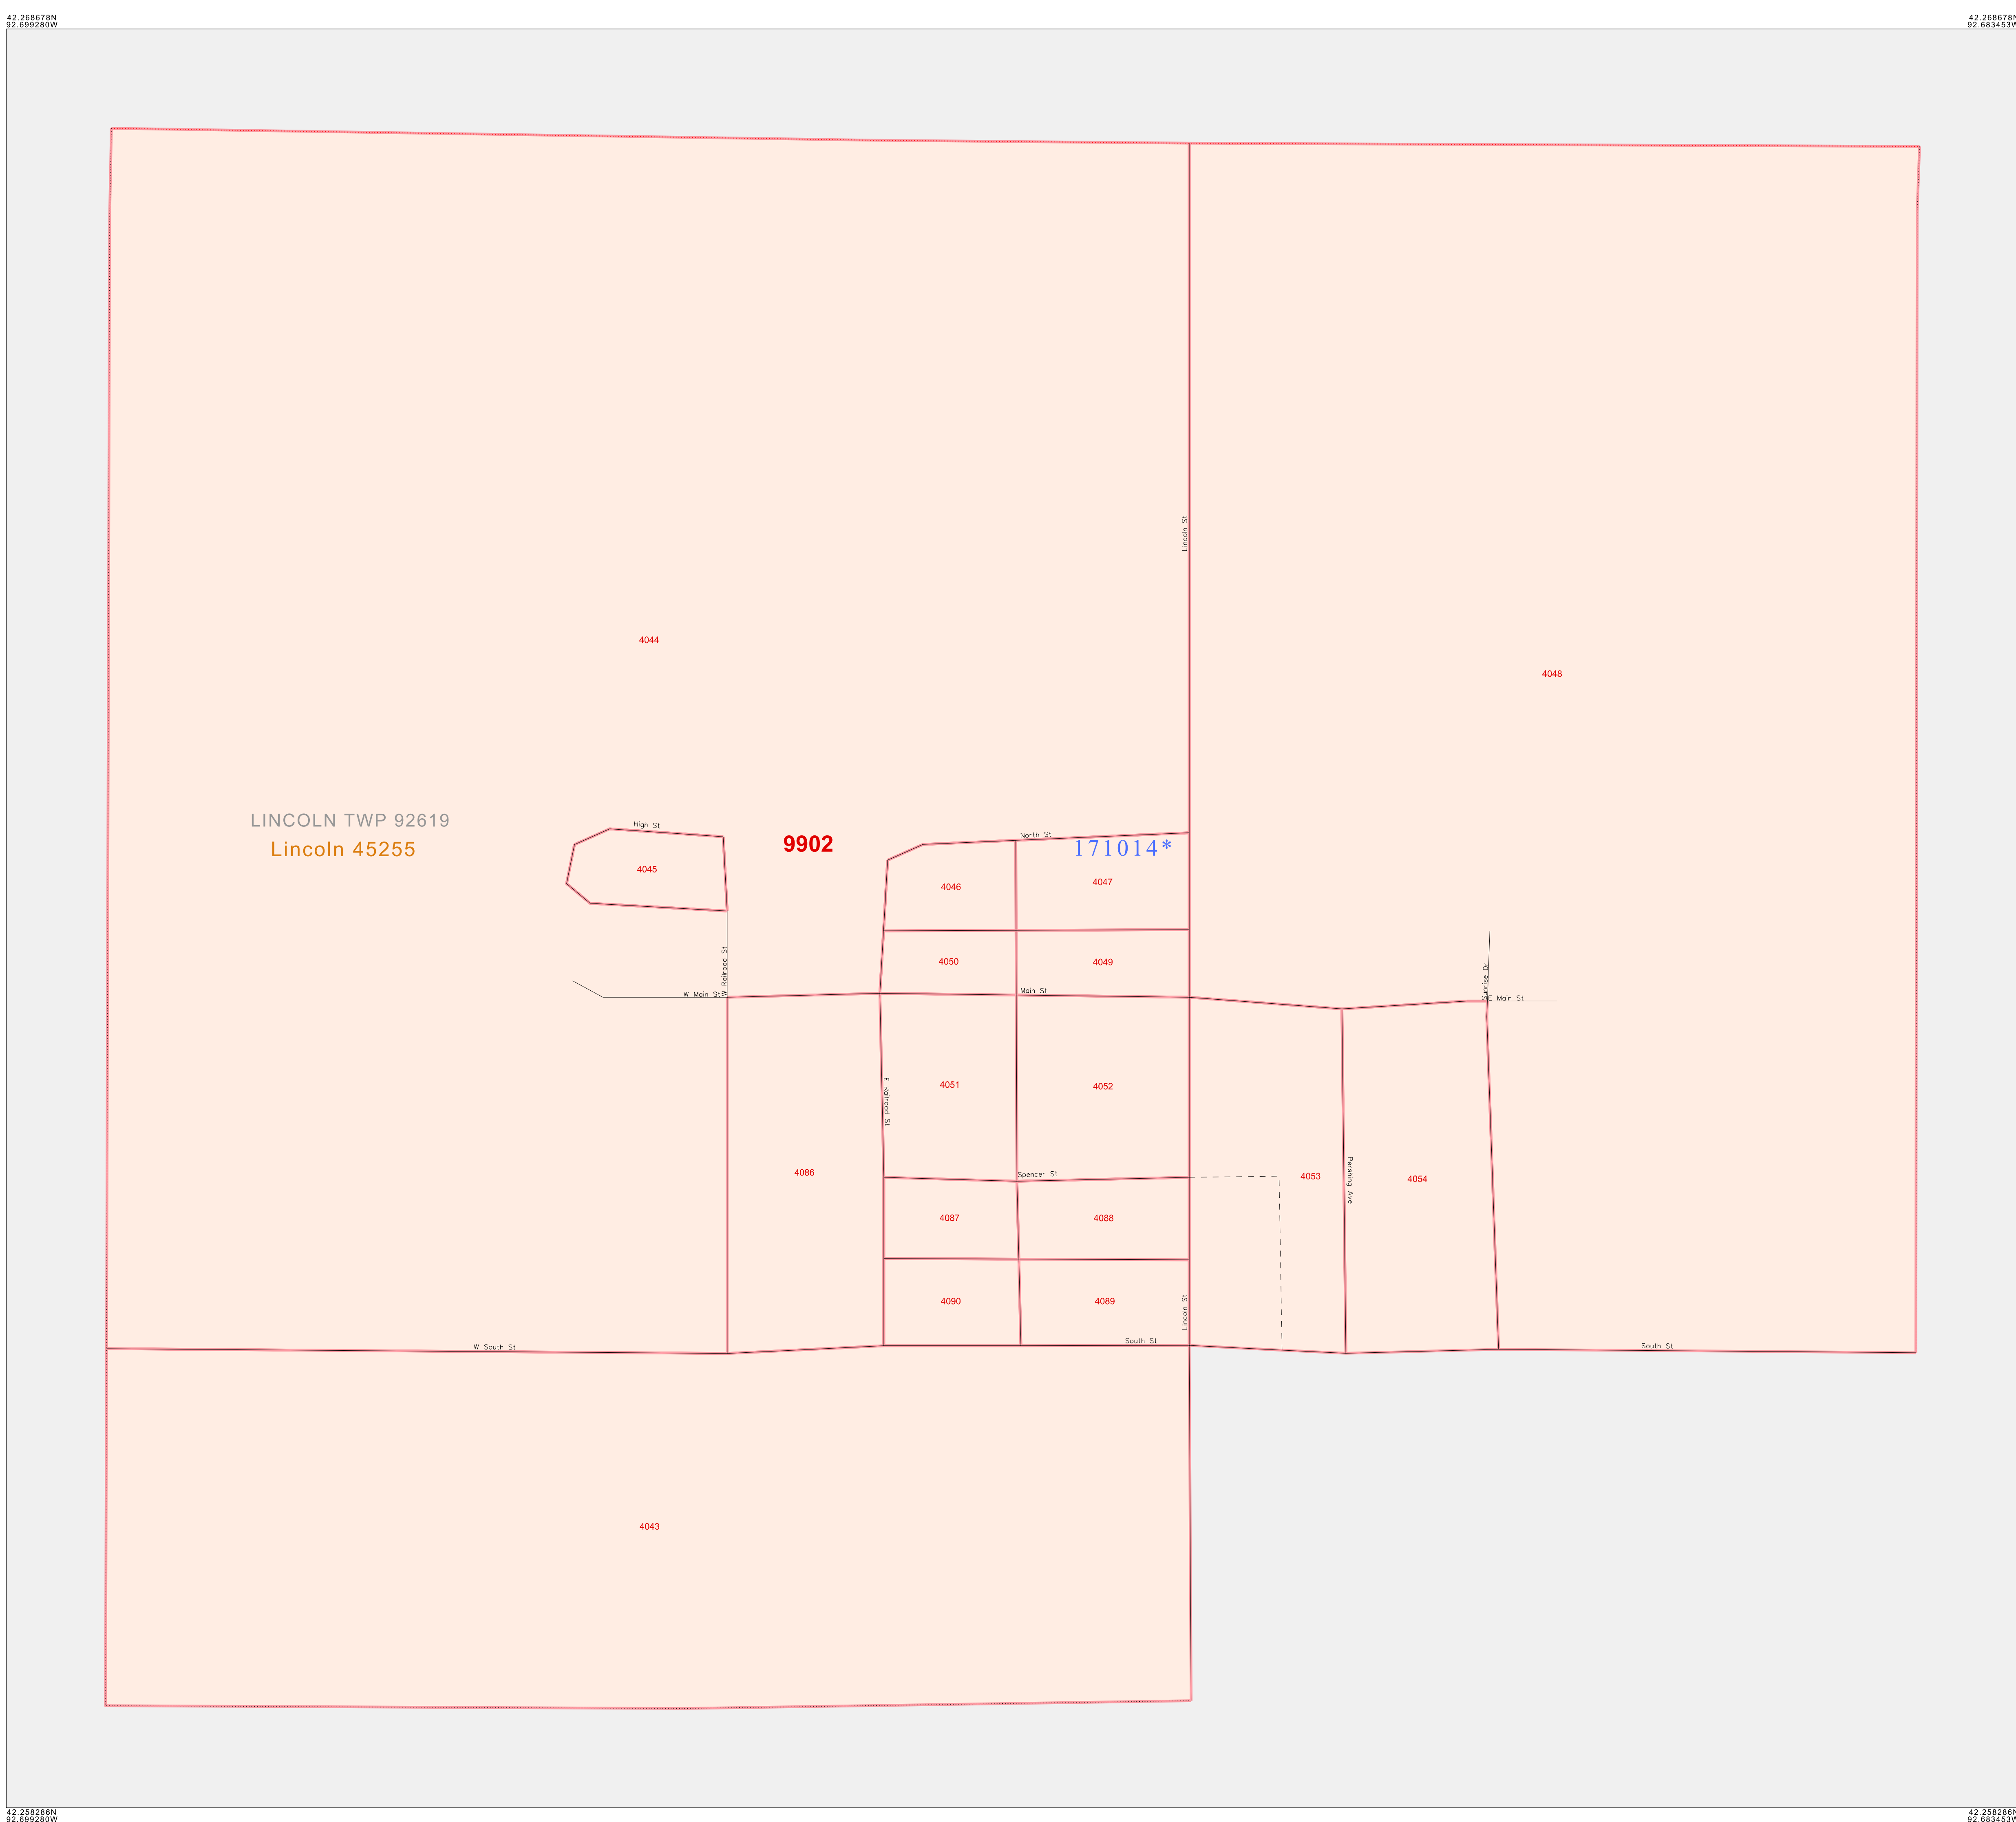 42.268678N
92.699280W
42.268678N
92.683453W
Lincoln St
4044
4048
LINCOLN TWP 92619
Lincoln 45255
High St
4045
9902
North St
171014*
4046
4047
W Railroad St
4050
4049
Sunrise Dr
W Main St
Main St
E Main St
4051
4052
E Railroad St
4086
Spencer St
4053
Pershing Ave
4054
4087
4088
4090
4089
Lincoln St
W South St
South St
South St
4043
42.258286N
92.699280W
42.258286N
92.683453W